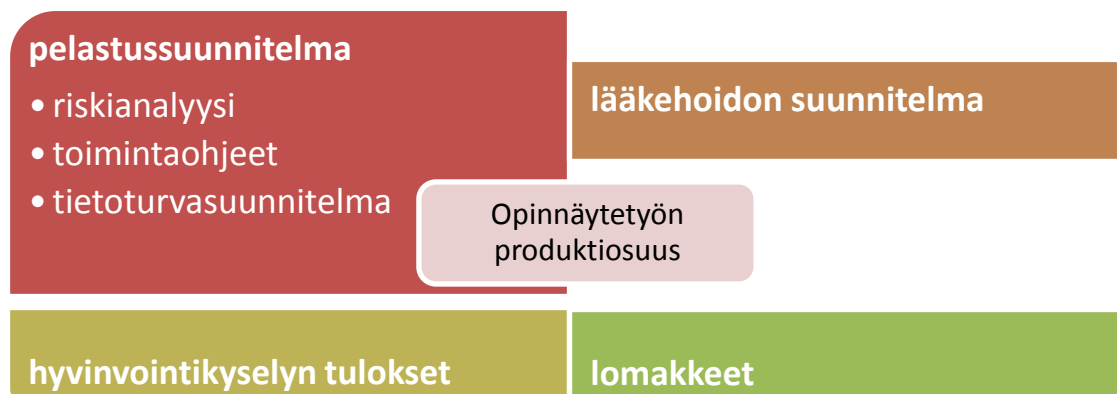 pelastussuunnitelma
• riskianalyysi
• toimintaohjeet
• tietoturvasuunnitelma
lääkehoidon suunnitelma
Opinnäytetyön
produktiosuus
hyvinvointikyselyn tulokset
lomakkeet